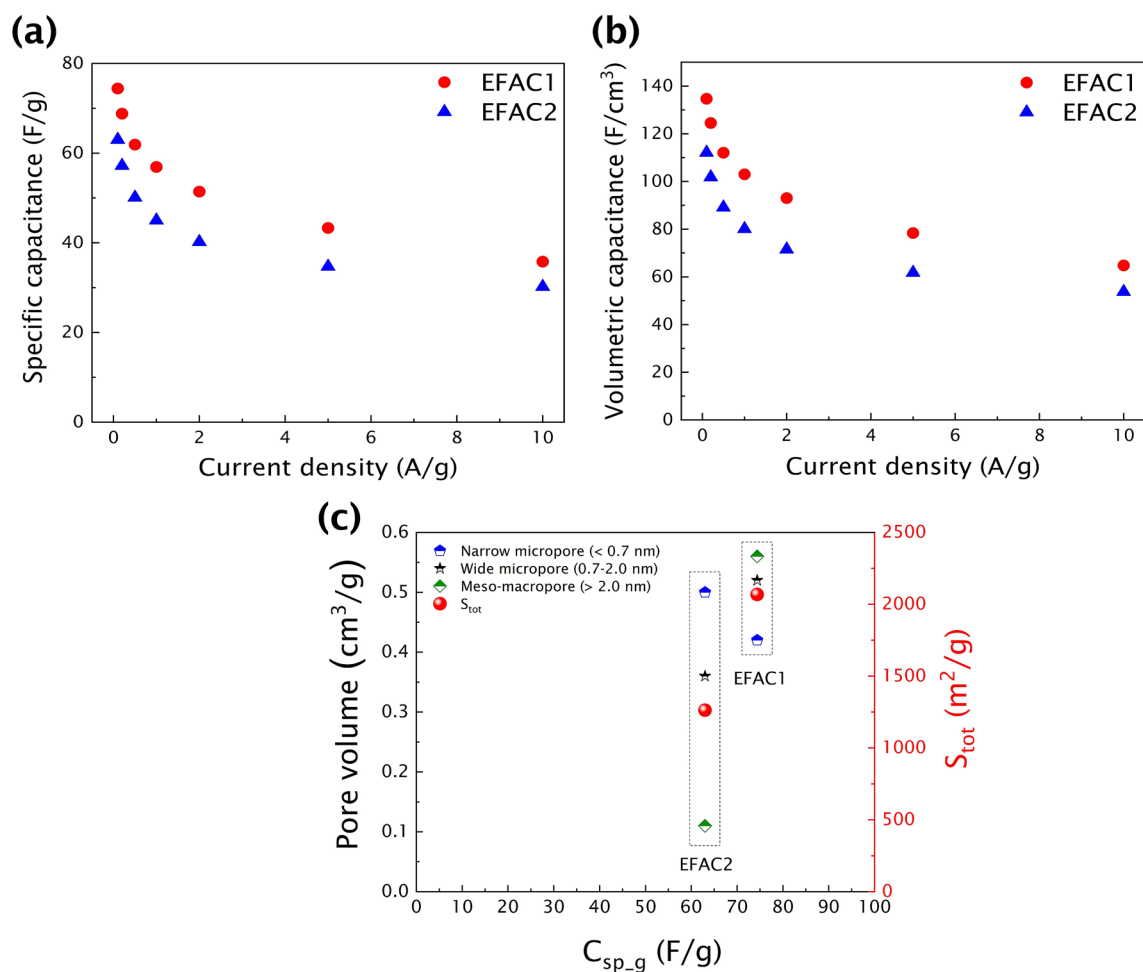 (a)
80
60
40
20
0
0 2 4 6 8 10
Specific capacitance (F/g)
Current density (A/g)
EFAC1
EFAC2
(b)
140
120
100
80
60
40
20
0
0 2 4 6 8 10
Volumetric capacitance (F/cm³)
Current density (A/g)
EFAC1
EFAC2
(c)
0.6
0.5
0.4
0.3
0.2
0.1
0.0
Pore volume (cm³/g)
Narrow micropore (< 0.7 nm)
Wide micropore (0.7-2.0 nm)
Meso-macropore (> 2.0 nm)
Stot
EFAC1
EFAC2
2500
2000
1500
1000
500
0
Stot (m²/g)
0 10 20 30 40 50 60 70 80 90 100
Csp_g (F/g)